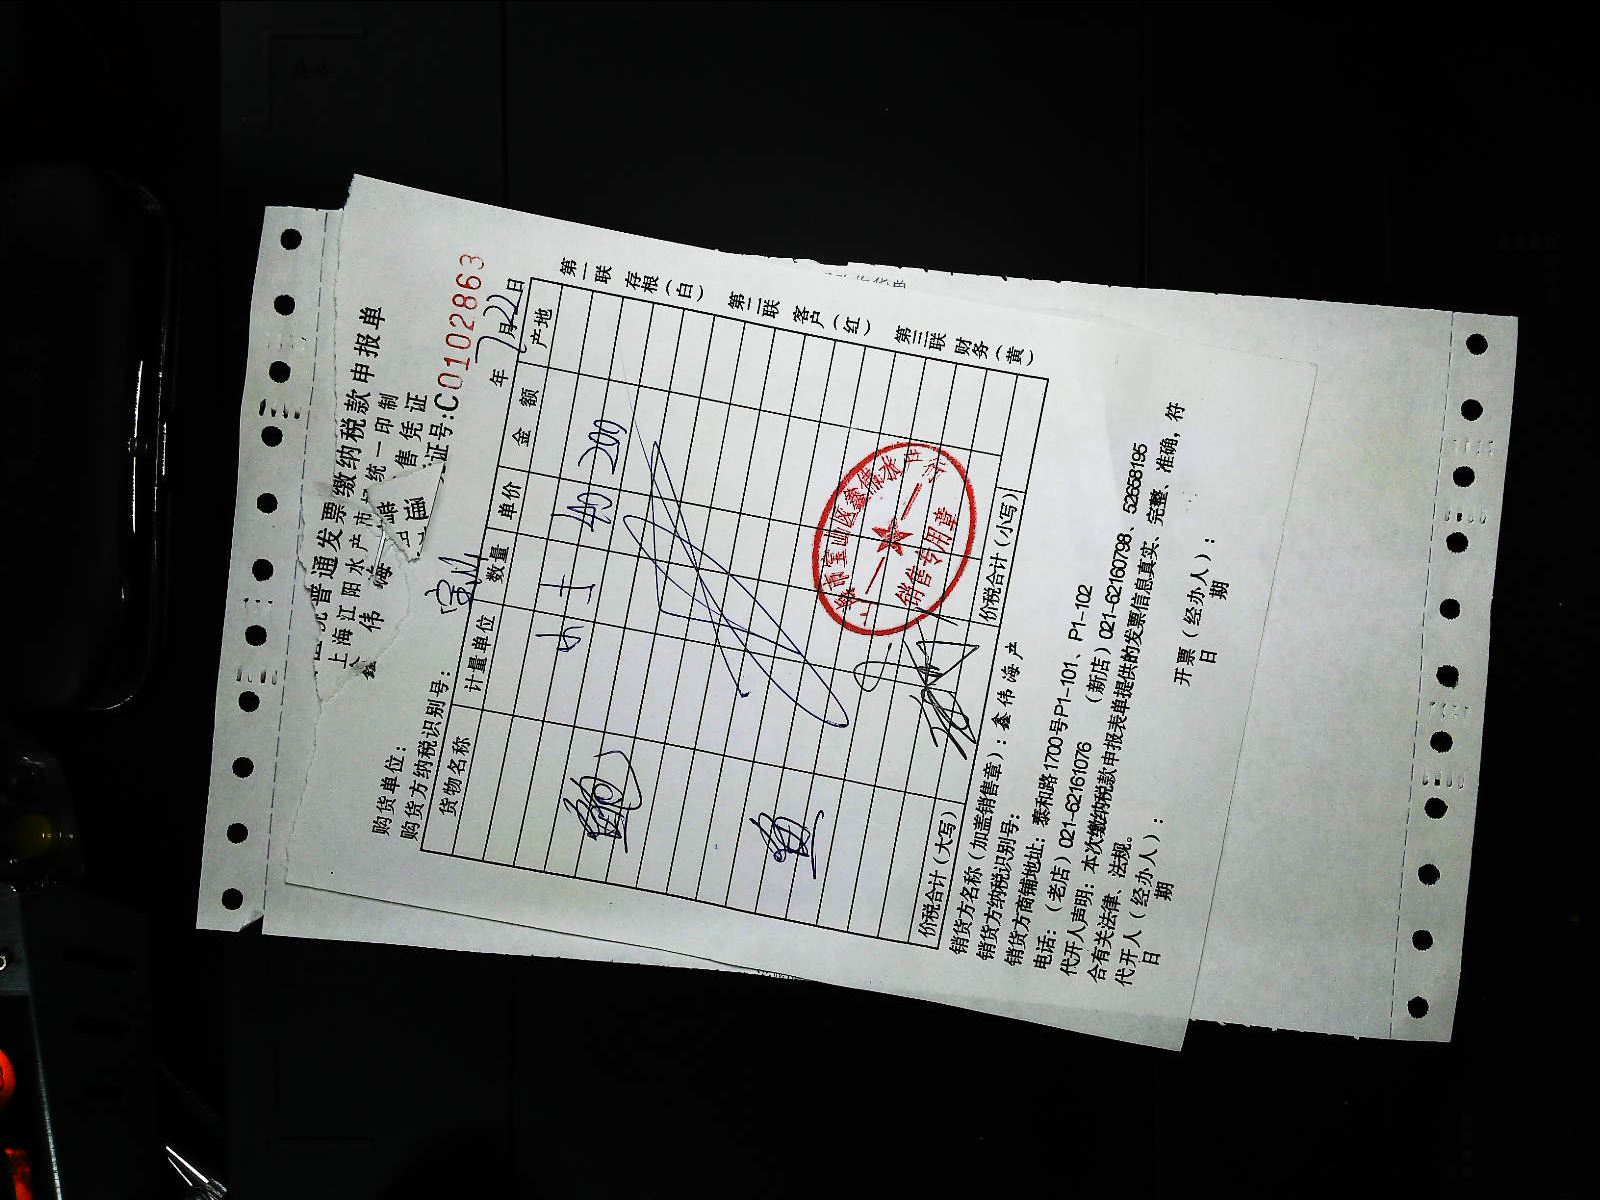 普通发票缴纳税款申报单
上海江阳水产市 统一印制
鑫伟海 售凭证
证号:C0102863
购货单位: 宝山 年7月22日
购货方纳税识别号:
货物名称 计量单位 数量 单价 金额 产地
40 200
价税合计(大写) 价税合计(小写)
销货方名称(加盖销售章):鑫伟海产
销货方纳税识别号:
销货方商铺地址: 泰和路1700号P1-101、P1-102
电话:(老店)021-62161076 (新店)021-62160798、52658195
代开人声明:本次缴纳税款申报表单提供的发票信息真实、完整、准确,符
合有关法律、法规。
代开人(经办人): 开票(经办人):
日 期 日 期
第一联 存根(白) 第二联 客户(红) 第三联 财务(黄)
销售专用章